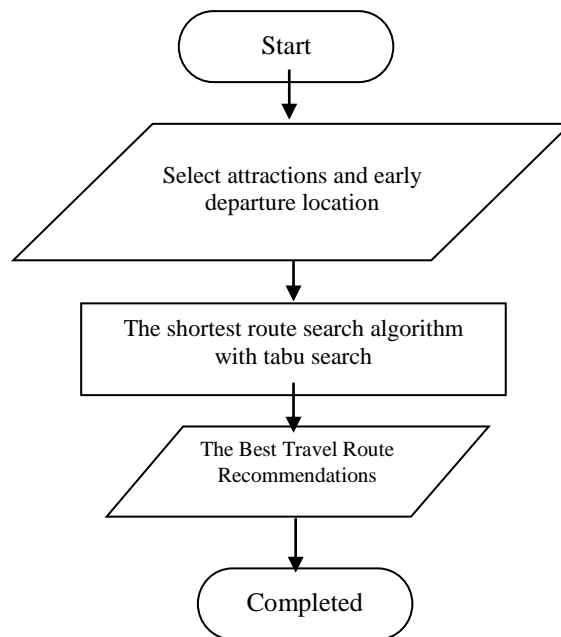 Start
Select attractions and early
departure location
The shortest route search algorithm
with tabu search
The Best Travel Route
Recommendations
Completed